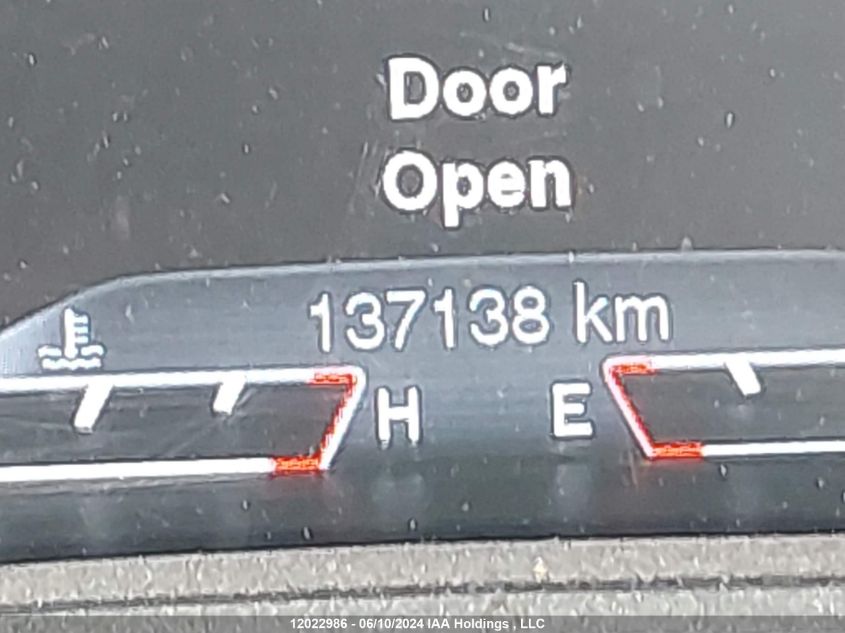 Door
Open
137138 km
H E
12022986 - 06/10/2024 IAA Holdings , LLC